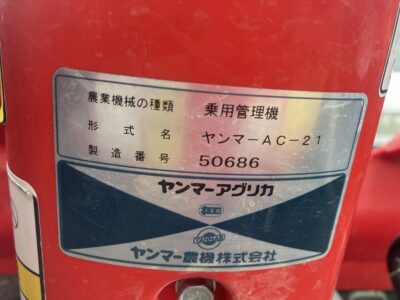 農業機械の種類 乗用管理機
形式名 ヤンマーAC-21
製造番号 50686
ヤンマーアグリカ
YANMAR
ヤンマー農機株式会社